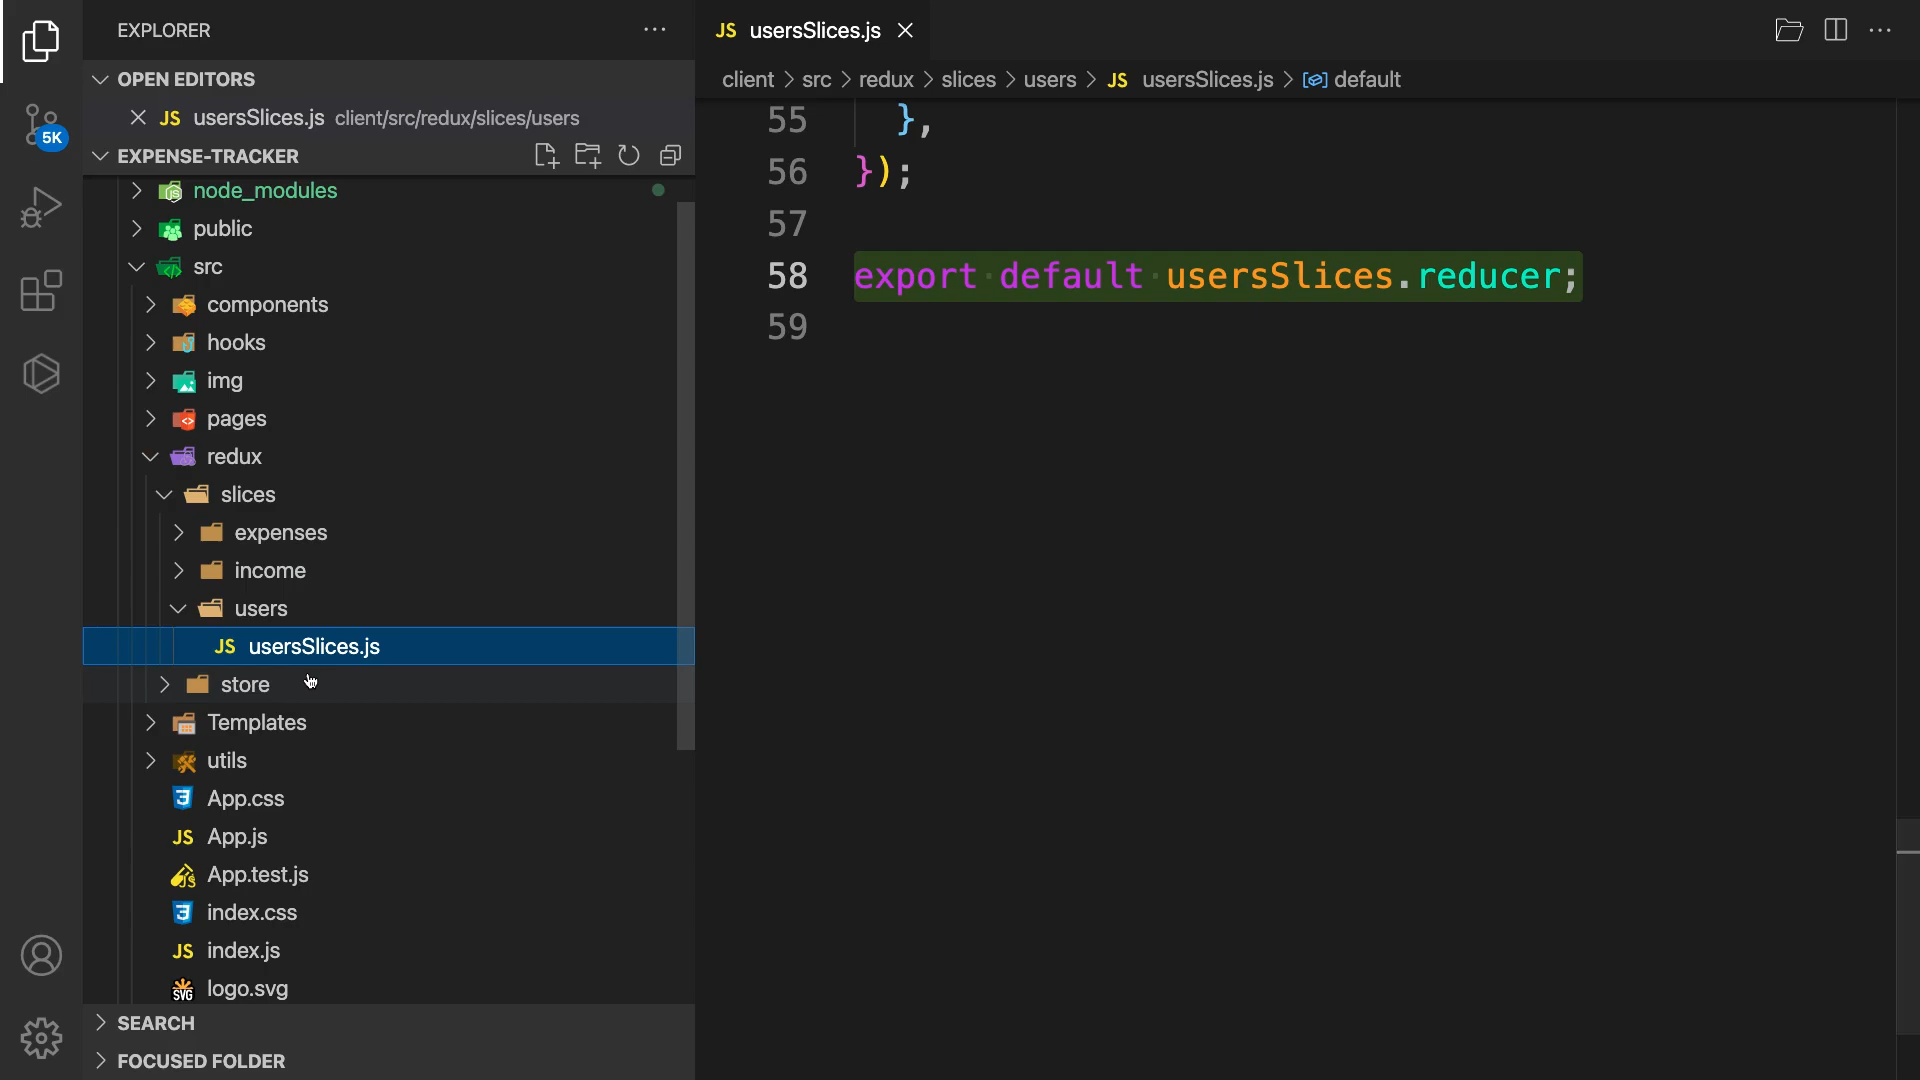 EXPLORER
OPEN EDITORS
JS usersSlices.js client/src/redux/slices/users
5K
EXPENSE-TRACKER
node_modules
public
src
components
hooks
img
pages
redux
slices
expenses
income
users
JS usersSlices.js
store
Templates
utils
App.css
JS App.js
App.test.js
index.css
JS index.js
SVG logo.svg
SEARCH
FOCUSED FOLDER
JS usersSlices.js
client > src > redux > slices > users > JS usersSlices.js > default
55 },
56 });
57
58 export default usersSlices.reducer;
59